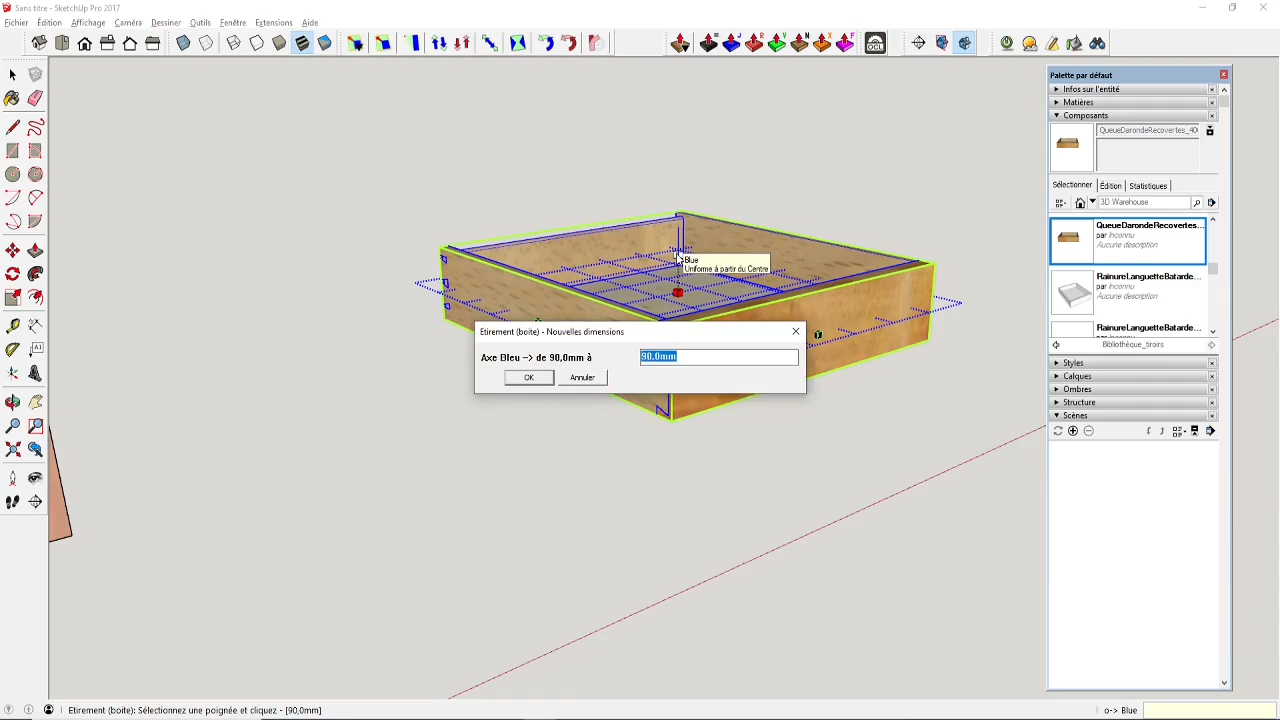 Sans titre - SketchUp Pro 2017
Fichier Édition Affichage Caméra Dessiner Outils Fenêtre Extensions Aide
J R V N X F
OCL
Palette par défaut
Infos sur l'entité
Matières
Composants
QueueDarondeRecovertes_40
Sélectionner Édition Statistiques
3D Warehouse
QueueDarondeRecovertes...
par Inconnu
Aucune description
RainureLanguetteBatarde...
par Inconnu
Aucune description
RainureLanguetteBatarde...
Bibliothèque_tiroirs
Styles
Calques
Ombres
Structure
Scènes
Blue
Uniforme à partir du Centre
Etirement (boite) - Nouvelles dimensions
Axe Bleu --> de 90,0mm à 90,0mm
OK Annuler
Etirement (boite): Sélectionnez une poignée et cliquez - [90,0mm]
o-> Blue